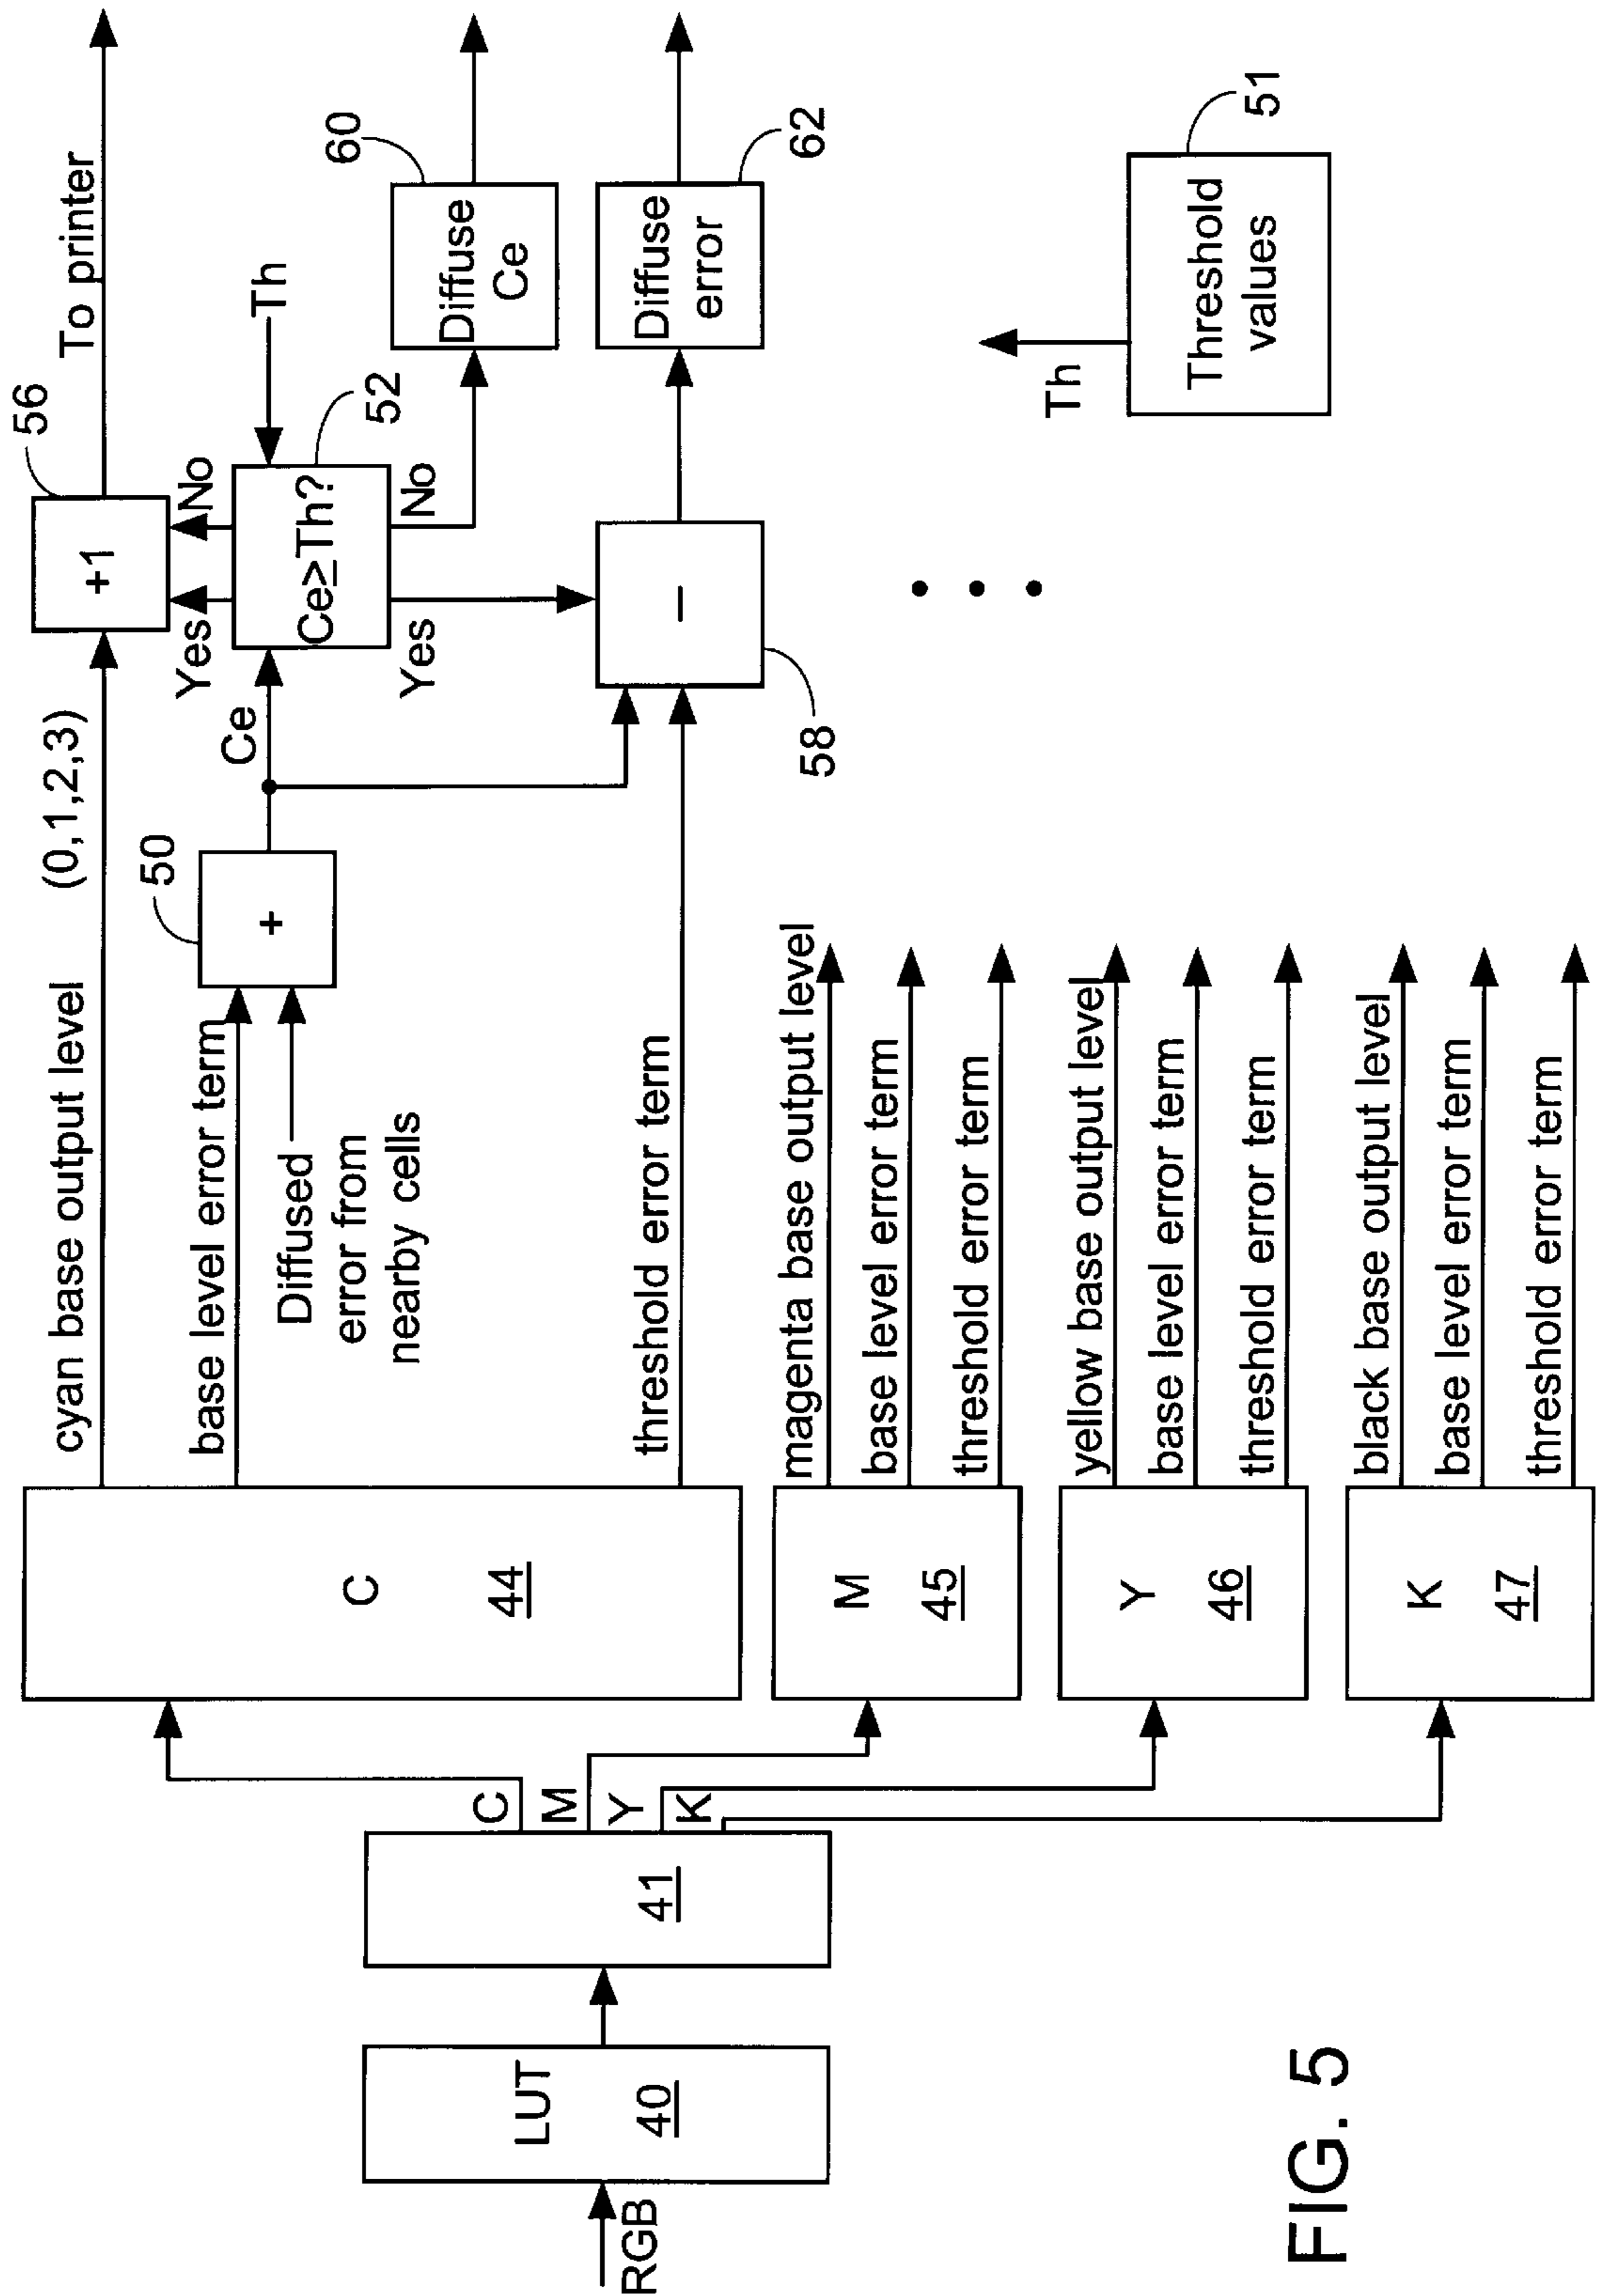 RGB
LUT
40
41
C
M
Y
K
C
44
M
45
Y
46
K
47
cyan base output level
(0,1,2,3)
base level error term
Diffused
error from
nearby cells
threshold error term
magenta base output level
base level error term
threshold error term
yellow base output level
base level error term
threshold error term
black base output level
base level error term
threshold error term
50
+
Ce
56
+1
To printer
Yes
No
Ce≥Th?
52
Th
Yes
No
−
58
60
Diffuse
Ce
Diffuse
error
62
Th
Threshold
values
51
FIG. 5